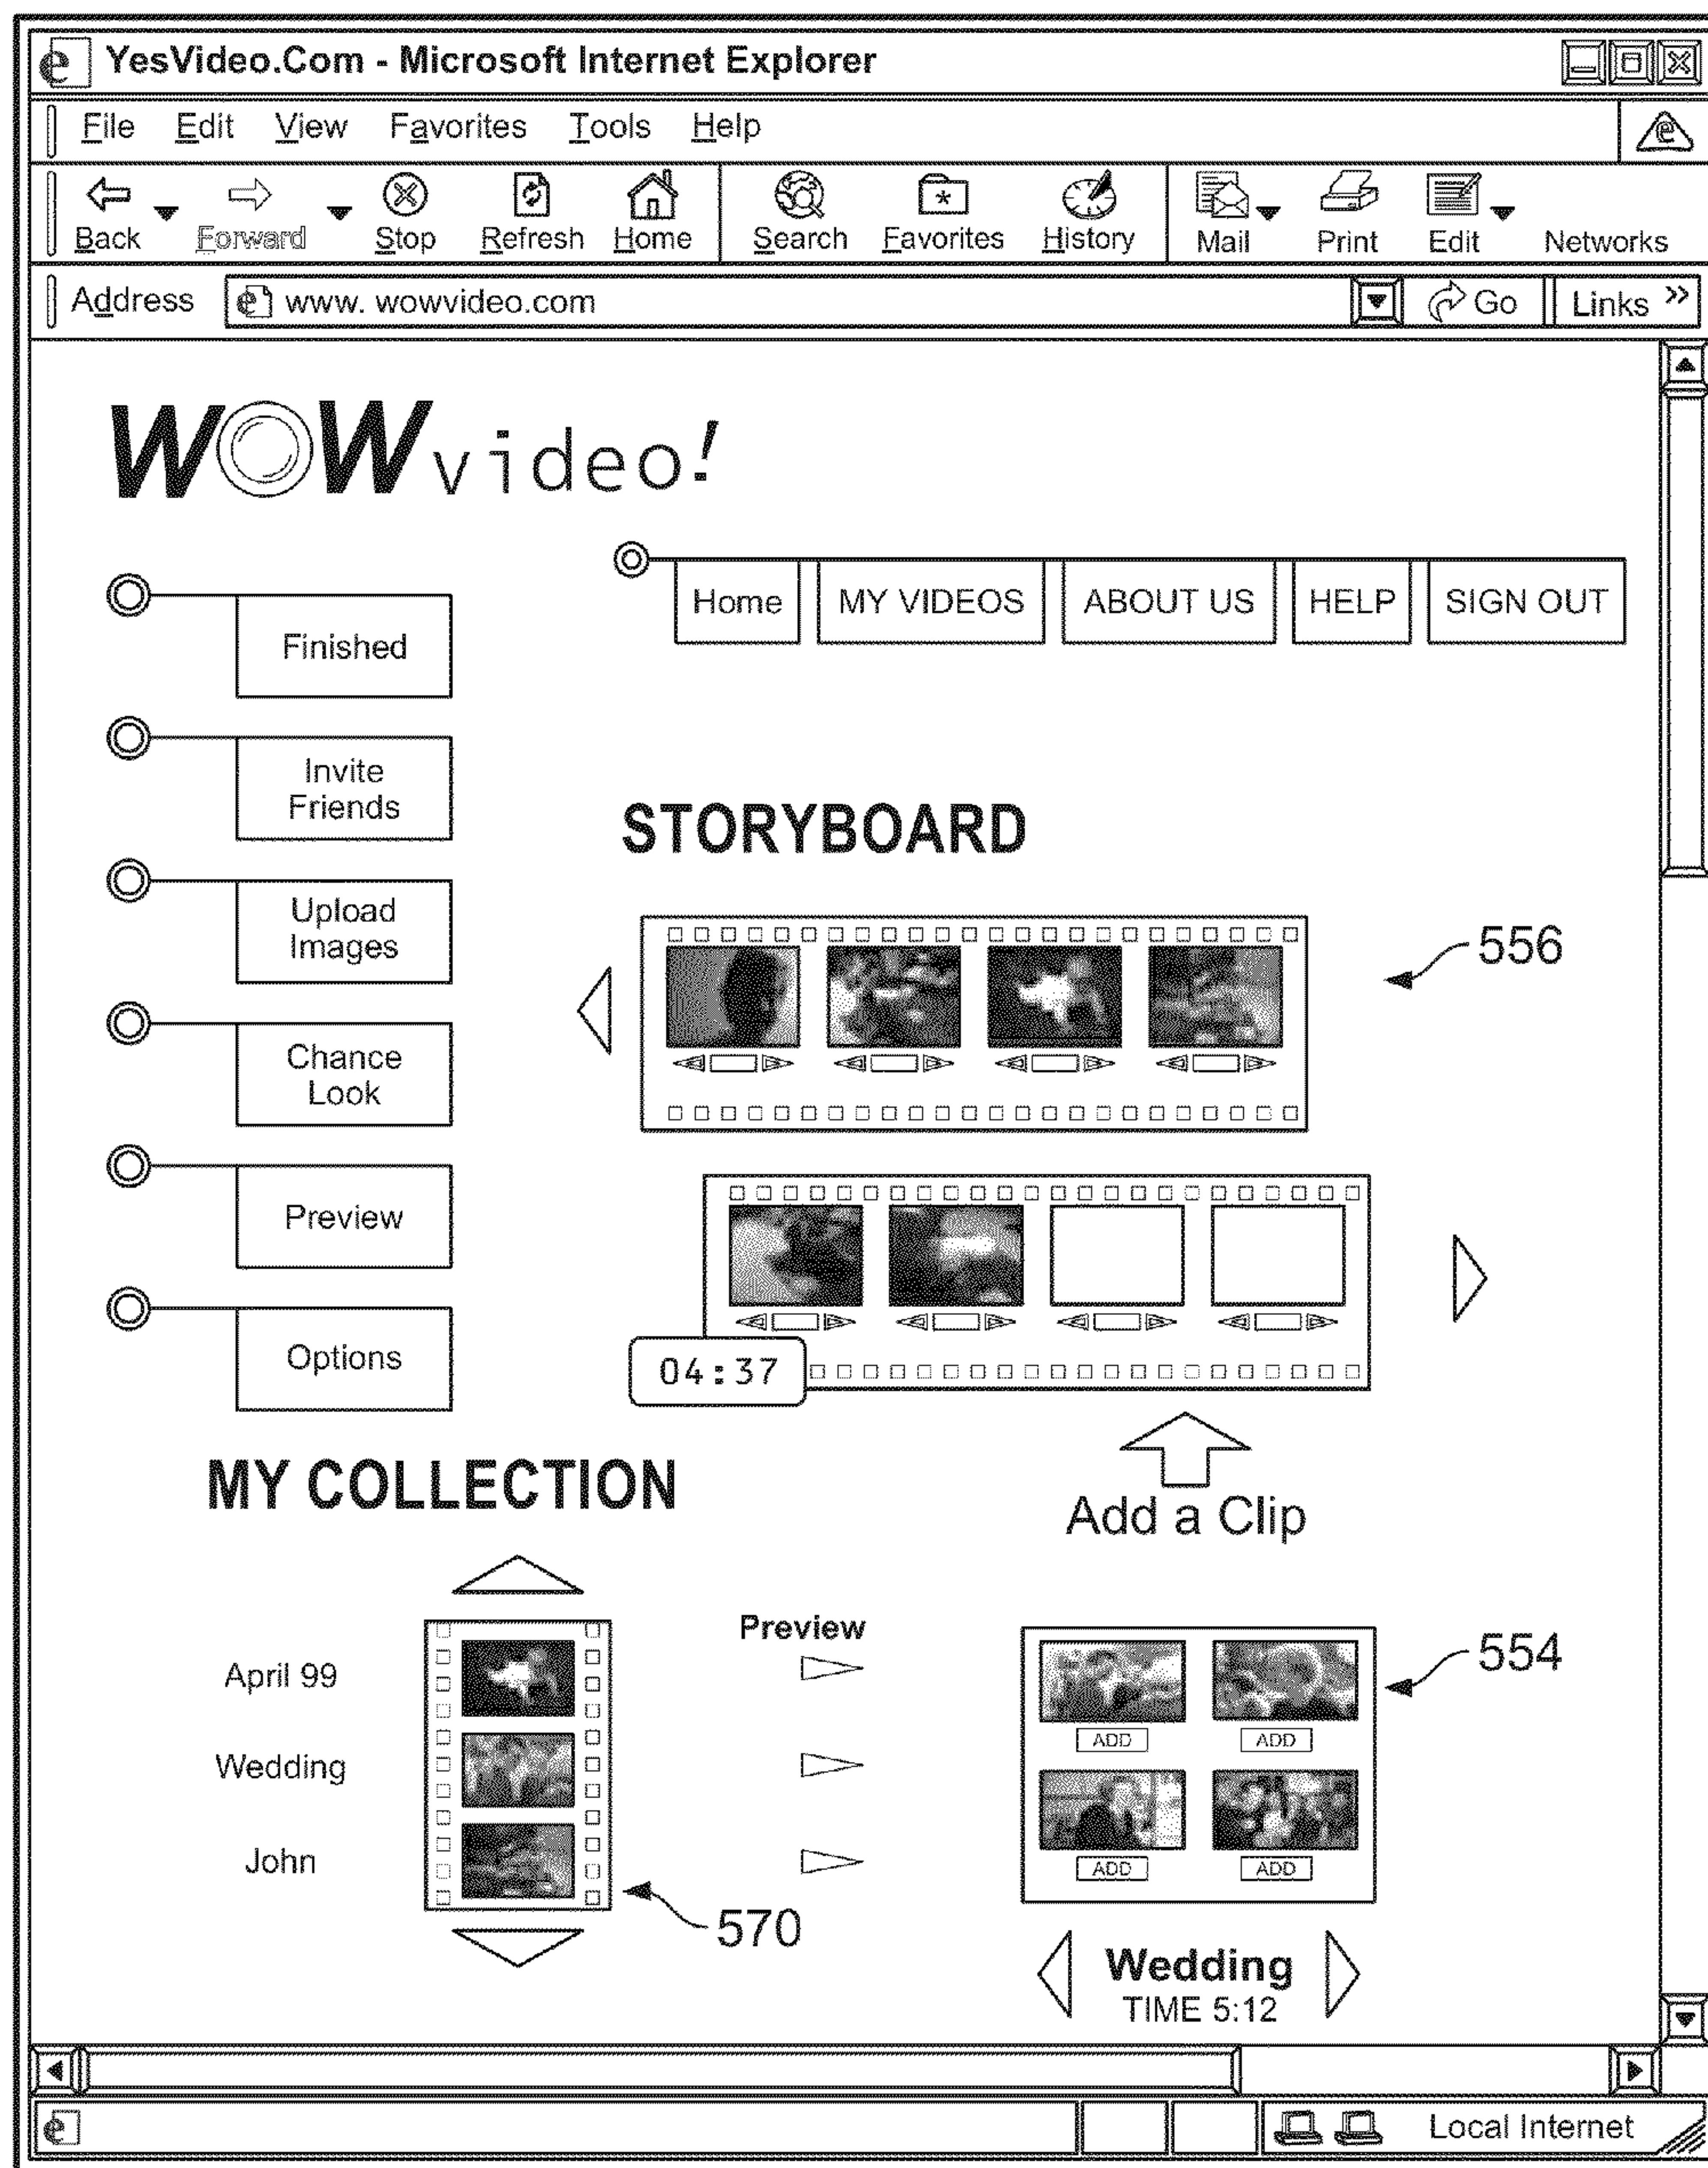 YesVideo.Com - Microsoft Internet Explorer
File Edit View Favorites Tools Help
Back Forward Stop Refresh Home Search Favorites History Mail Print Edit Networks
Address www. wowvideo.com Go Links »
WOWvideo!
Home MY VIDEOS ABOUT US HELP SIGN OUT
Finished
Invite
Friends
Upload
Images
Chance
Look
Preview
Options
STORYBOARD
556
04:37
Add a Clip
MY COLLECTION
April 99
Wedding
John
570
Preview
554
ADD ADD
ADD ADD
Wedding
TIME 5:12
Local Internet